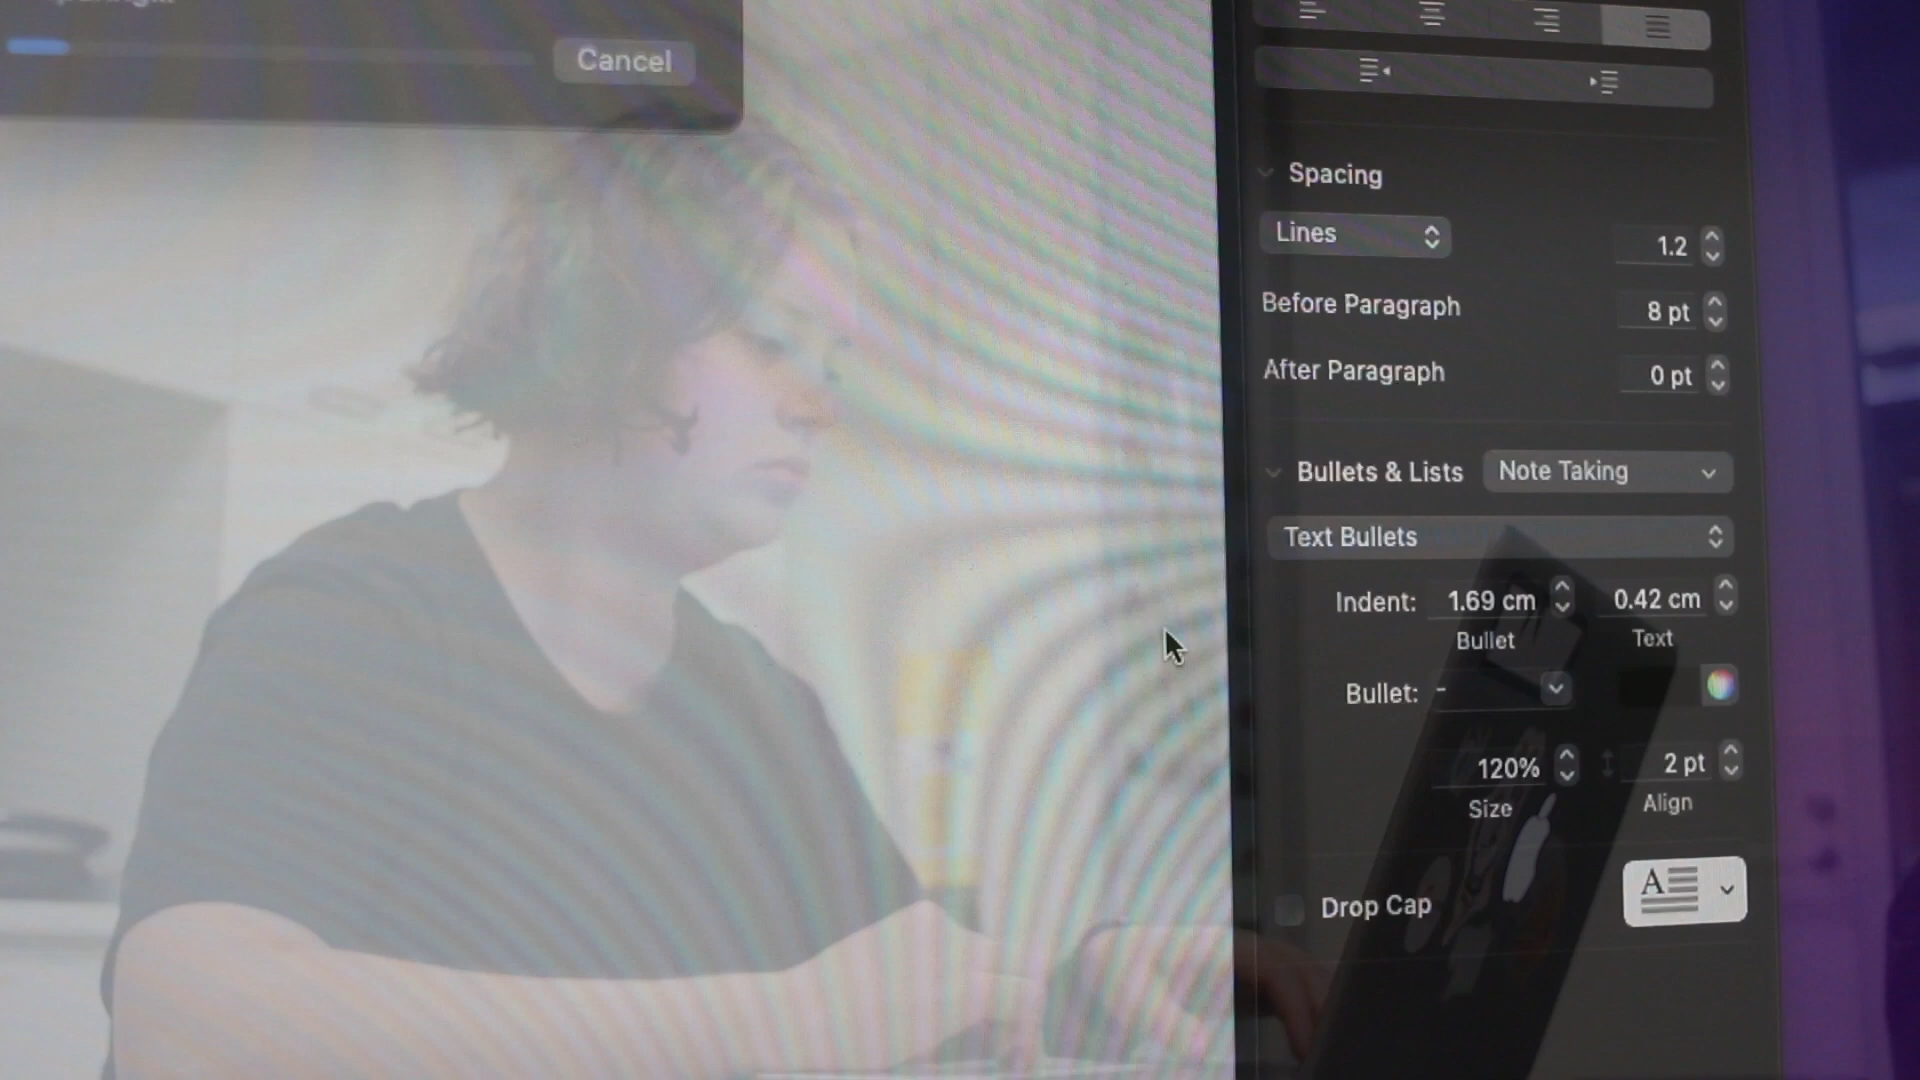 Cancel
Spacing
Lines
1.2
Before Paragraph
8 pt
After Paragraph
0 pt
Bullets & Lists
Note Taking
Text Bullets
Indent:
1.69 cm
0.42 cm
Bullet
Text
Bullet: -
120%
2 pt
Size
Align
Drop Cap
A